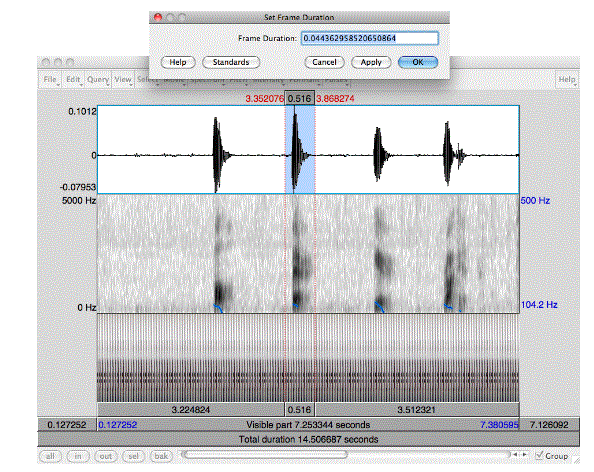 Set Frame Duration
Frame Duration: 0.044362958520650864
Help Standards Cancel Apply OK
File Edit Query View Help
3.352076 0.516 3.868274
0.1012
0
-0.07953
5000 Hz 500 Hz
0 Hz 104.2 Hz
3.224824 0.516 3.512321
0.127252 0.127252 Visible part 7.253344 seconds 7.380595 7.126092
Total duration 14.506687 seconds
all in out sel bak Group